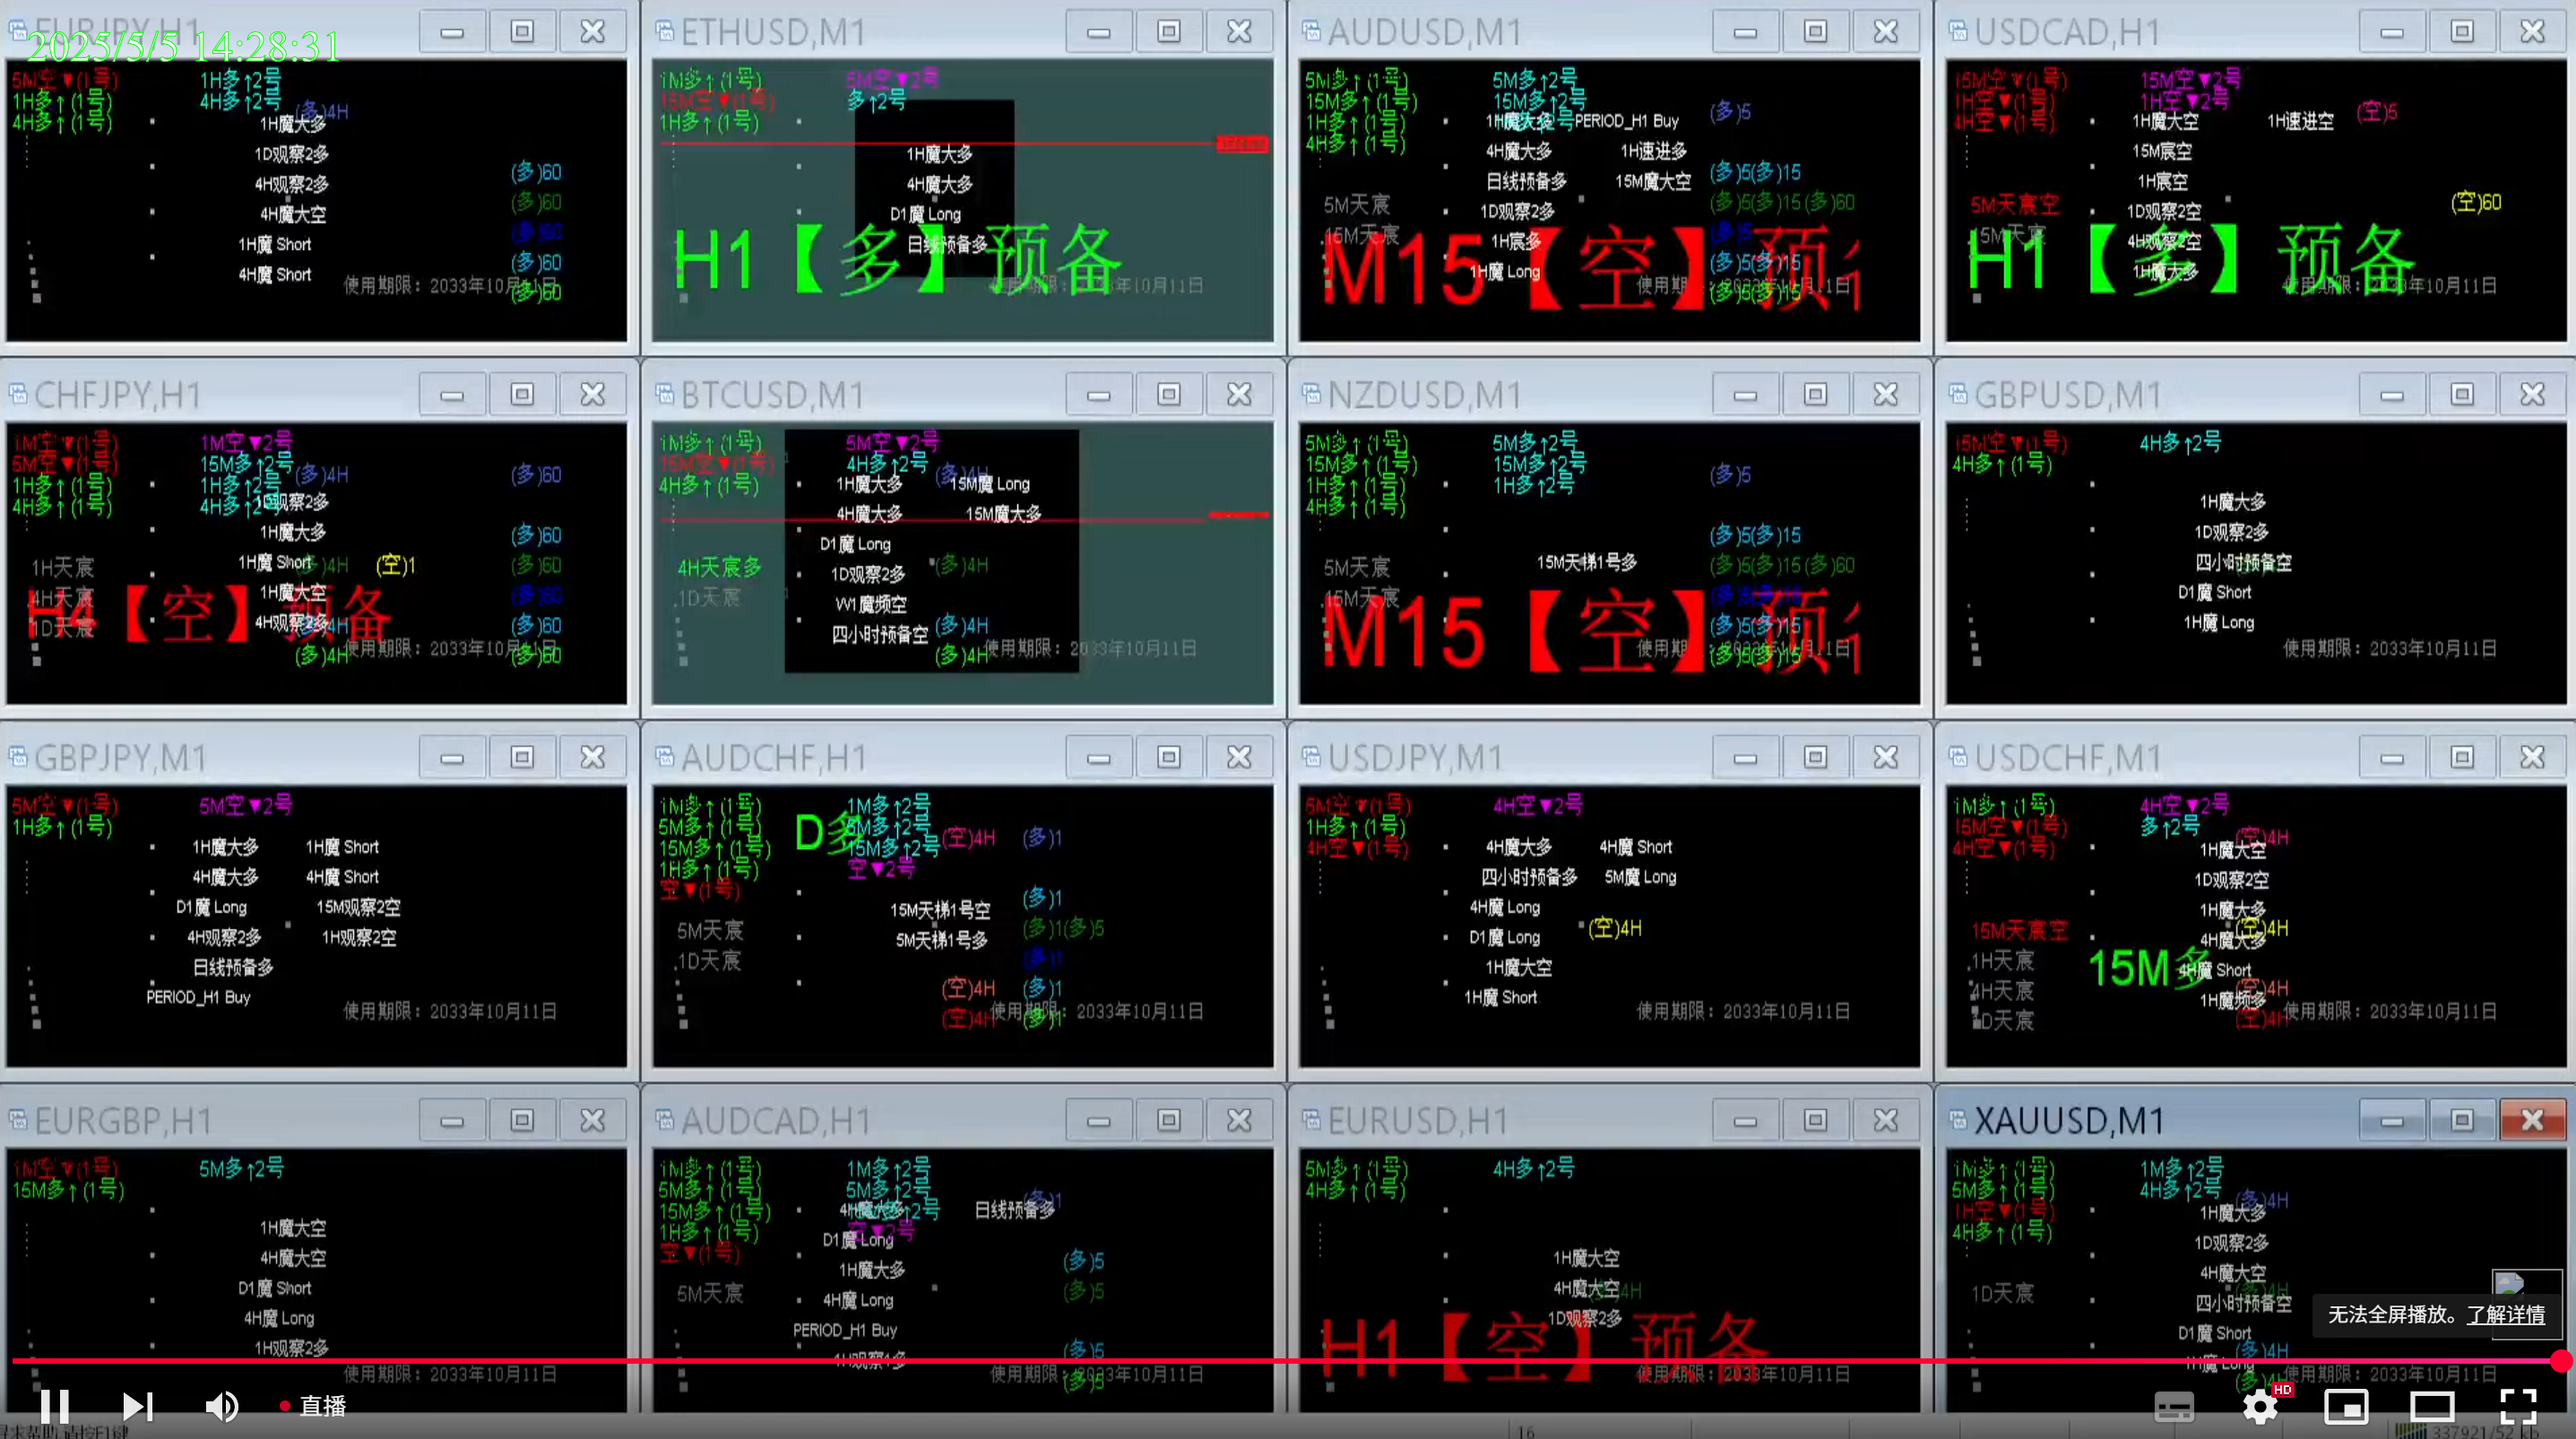 EURJPY,H1
2025/5/5 14:28:31
5M空▼(1号) 1H多↑2号
1H多↑(1号) 4H多↑2号
4H多↑(1号) (多)4H
1H魔大多
1D观察2多
(多)60
4H观察2多
(多)60
4H魔大空
(多)60
1H魔 Short
(多)60
4H魔 Short
使用期限：2033年10月11日
(多)60
ETHUSD,M1
1M多↑(1号) 5M空▼2号
15M空▼(1号) 多↑2号
1H多↑(1号)
1H魔大多
4H魔大多
D1魔 Long
日线预备多
H1【多】预备
使用期限：2033年10月11日
AUDUSD,M1
5M多↑(1号) 5M多↑2号
15M多↑(1号) 15M多↑2号 (多)5
1H多↑(1号) 1H魔大多 PERIOD_H1 Buy
4H多↑(1号) 4H魔大多 1H速进多
日线预备多 15M魔大空 (多)5(多)15
5M天宸 1D观察2多 (多)5(多)15(多)60
15M天宸 1H宸多 (多)5
M15【空】预备
1H魔 Long (多)5(多)15
(多)5(多)15
USDCAD,H1
15M空▼(1号) 15M空▼2号
1H空▼(1号) 1H空▼2号 (空)5
4H空▼(1号) 1H魔大空 1H速进空
15M宸空
1H宸空
5M天宸空 1D观察2空 (空)60
15M天宸 4H观察2空
H1【多】预备
1H魔大多
使用期限：2033年10月11日
CHFJPY,H1
1M空▼(1号) 1M空▼2号
5M空▼(1号) 15M多↑2号 (多)4H (多)60
1H多↑(1号) 1H多↑2号
4H多↑(1号) 4H多↑2号 1D观察2多
1H魔大多 (多)60
1H天宸 1H魔 Short (多)4H (空)1 (多)60
4H天宸 1H魔大空 (多)60
H4【空】预备
1D天宸 4H观察2多 (多)4H (多)60
(多)4H 使用期限：2033年10月11日 (多)60
BTCUSD,M1
1M多↑(1号) 5M空▼2号
15M空▼(1号) 4H多↑2号 (多)4H
4H多↑(1号) 1H魔大多 15M魔 Long
4H魔大多 15M魔大多
D1魔 Long
4H天宸多 1D观察2多 (多)4H
1D天宸 W1魔频空
四小时预备空 (多)4H
(多)4H 使用期限：2033年10月11日
NZDUSD,M1
5M多↑(1号) 5M多↑2号
15M多↑(1号) 15M多↑2号 (多)5
1H多↑(1号) 1H多↑2号
4H多↑(1号)
(多)5(多)15
5M天宸 15M天梯1号多 (多)5(多)15(多)60
15M天宸
M15【空】预备
(多)5(多)15
(多)5(多)15
GBPUSD,M1
15M空▼(1号) 4H多↑2号
4H多↑(1号)
1H魔大多
1D观察2多
四小时预备空
D1魔 Short
1H魔 Long
使用期限：2033年10月11日
GBPJPY,M1
5M空▼(1号) 5M空▼2号
1H多↑(1号)
1H魔大多 1H魔 Short
4H魔大多 4H魔 Short
D1魔 Long 15M观察2空
4H观察2多 1H观察2空
日线预备多
PERIOD_H1 Buy
使用期限：2033年10月11日
AUDCHF,H1
1M多↑(1号) 1M多↑2号
5M多↑(1号) D多 5M多↑2号 (空)4H (多)1
15M多↑(1号) 15M多↑2号
1H多↑(1号) 空▼2号
空▼(1号)
15M天梯1号空 (多)1
5M天宸 5M天梯1号多 (多)1(多)5
1D天宸 (多)1
(空)4H (多)1
(空)4H 使用期限：2033年10月11日 (多)1
USDJPY,M1
5M空▼(1号) 4H空▼2号
1H多↑(1号)
4H空▼(1号) 4H魔大多 4H魔 Short
四小时预备多 5M魔 Long
4H魔 Long
D1魔 Long (空)4H
1H魔大空
1H魔 Short
使用期限：2033年10月11日
USDCHF,M1
1M多↑(1号) 4H空▼2号
15M空▼(1号) 多↑2号 (空)4H
4H空▼(1号) 1H魔大空
1D观察2空
1H魔大多
15M天宸空 (空)4H
4H魔大多
1H天宸 15M多 4H魔 Short
4H天宸 (空)4H
1H魔频多
1D天宸 (空)4H 使用期限：2033年10月11日
EURGBP,H1
1M空▼(1号) 5M多↑2号
15M多↑(1号)
1H魔大空
4H魔大空
D1魔 Short
4H魔 Long
1H观察2多
使用期限：2033年10月11日
AUDCAD,H1
1M多↑(1号) 1M多↑2号
5M多↑(1号) 5M多↑2号 (多)1
15M多↑(1号) 4H魔大多 日线预备多
1H多↑(1号) 空▼2号
空▼(1号) D1魔 Long (多)5
1H魔大多
5M天宸 4H魔 Long (多)5
PERIOD_H1 Buy
(多)5
使用期限：2033年10月11日
(多)5
EURUSD,H1
5M多↑(1号) 4H多↑2号
4H多↑(1号)
1H魔大空
4H魔大空 (多)4H
1D观察2多
H1【空】预备
使用期限：2033年10月11日
XAUUSD,M1
1M多↑(1号) 1M多↑2号
5M多↑(1号) 4H多↑2号 (多)4H
1H空▼(1号) 1H魔大多
4H多↑(1号) 1D观察2多
4H魔大空
1D天宸 (多)4H
四小时预备空
D1魔 Short
(多)4H
1H魔 Long
使用期限：2033年10月11日
无法全屏播放。了解详情
直播
HD
16
337921/52 kb